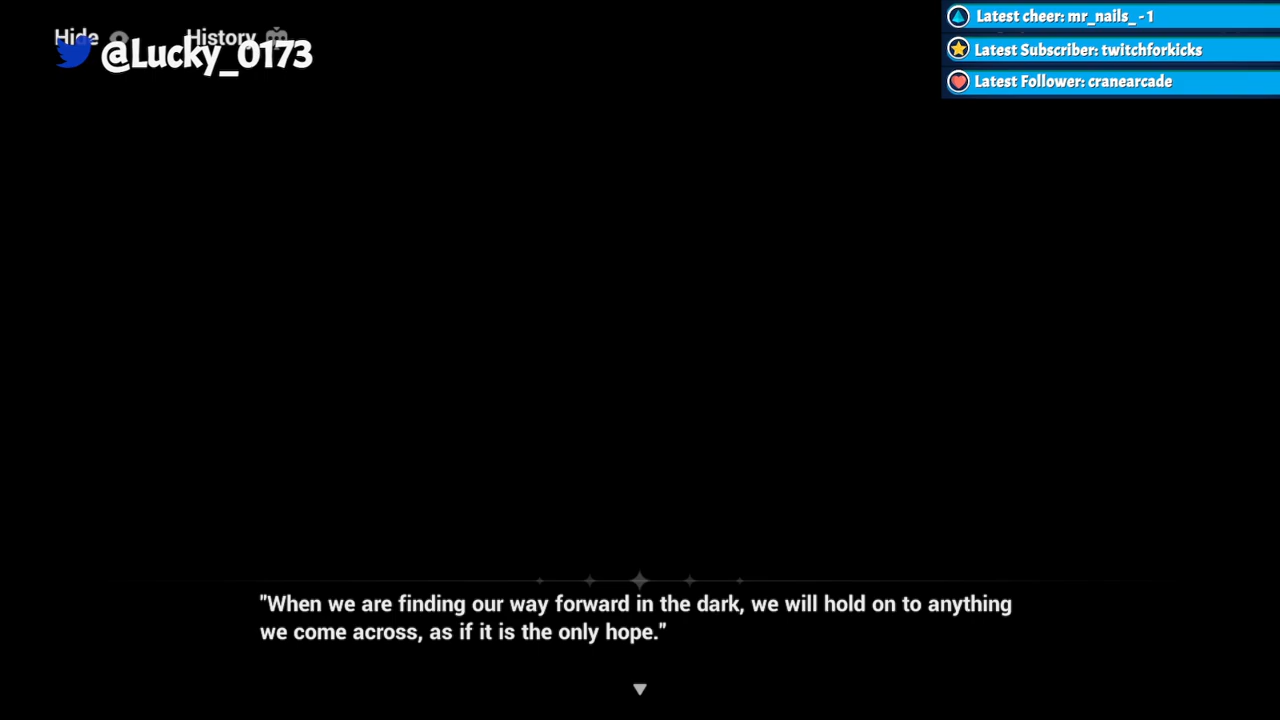 Hide
History
@Lucky_0173
Latest cheer: mr_nails_ - 1
Latest Subscriber: twitchforkicks
Latest Follower: cranearcade
"When we are finding our way forward in the dark, we will hold on to anything
we come across, as if it is the only hope."